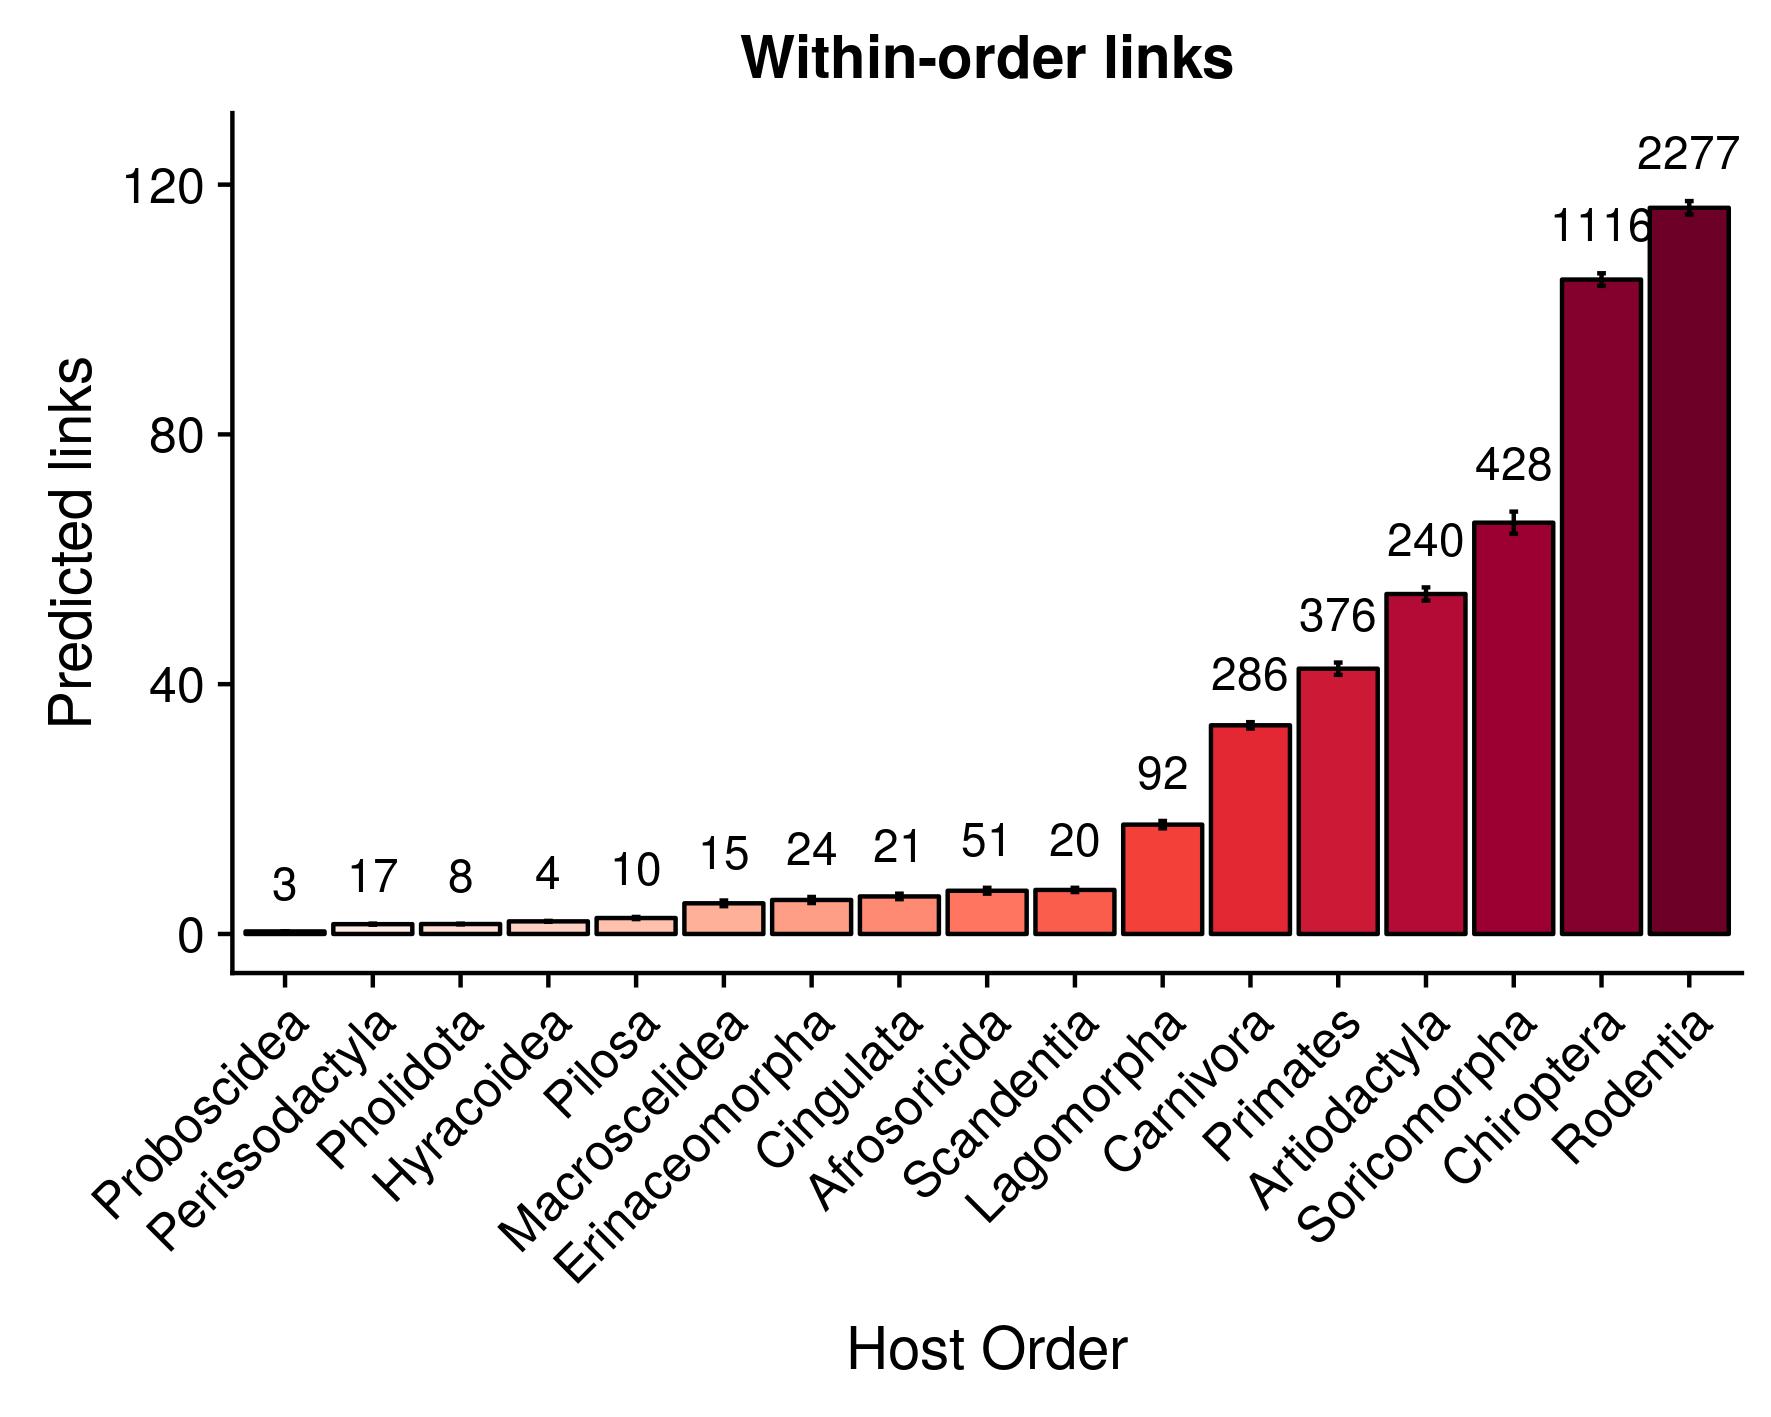 Within-order links
Predicted links
120
80
40
0
3
17
8
4
10
15
24
21
51
20
92
286
376
240
428
1116
2277
Proboscidea
Perissodactyla
Pholidota
Hyracoidea
Pilosa
Macroscelidea
Erinaceomorpha
Cingulata
Afrosoricida
Scandentia
Lagomorpha
Carnivora
Primates
Artiodactyla
Soricomorpha
Chiroptera
Rodentia
Host Order